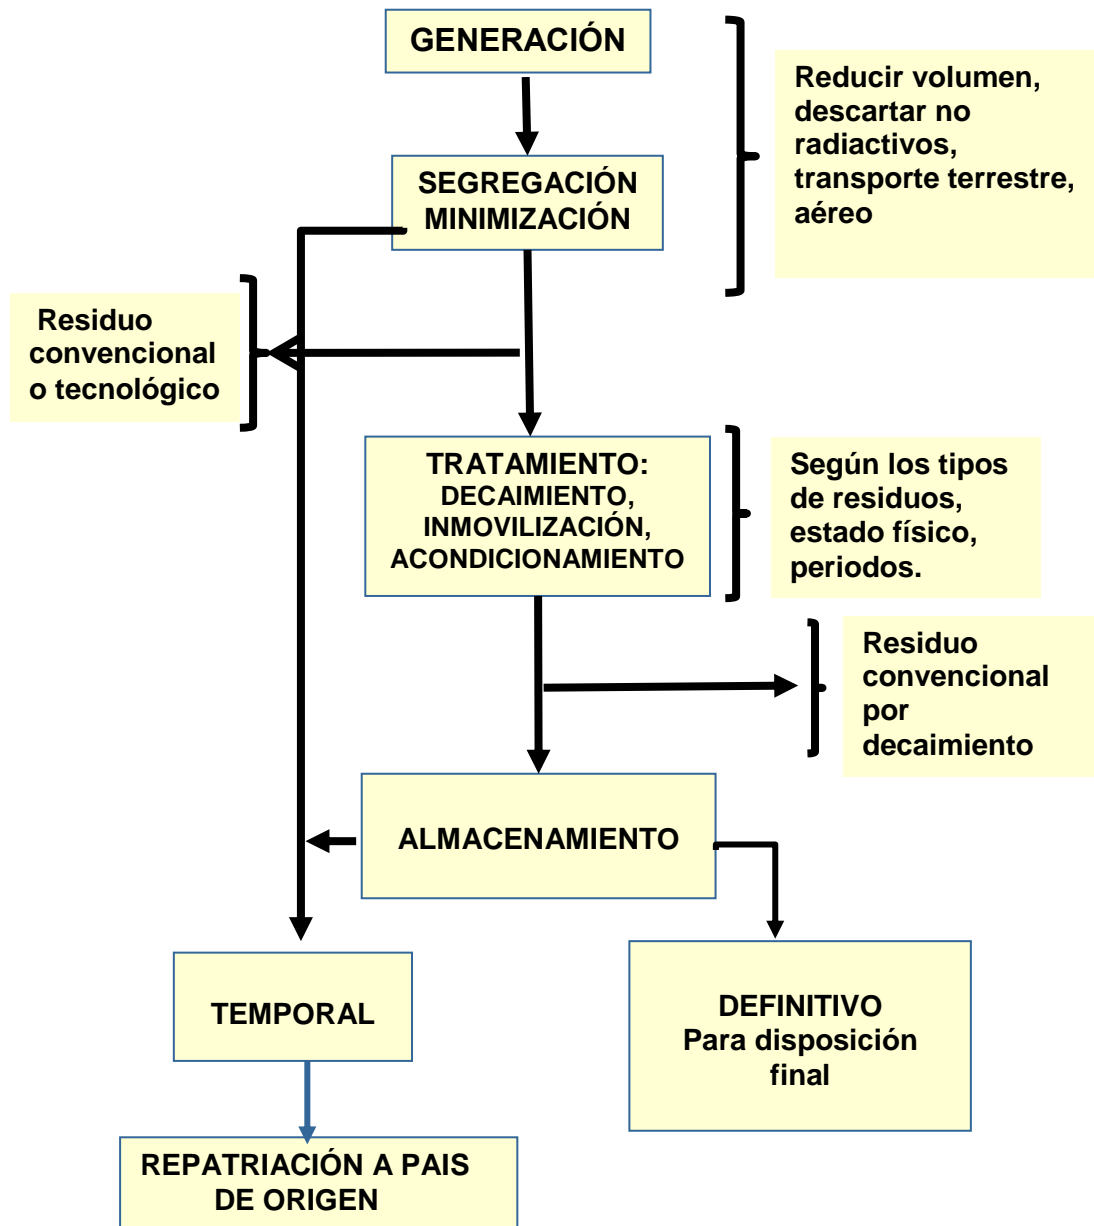 GENERACIÓN
Reducir volumen,
descartar no
radiactivos,
transporte terrestre,
aéreo
SEGREGACIÓN
MINIMIZACIÓN
Residuo
convencional
o tecnológico
TRATAMIENTO:
DECAIMIENTO,
INMOVILIZACIÓN,
ACONDICIONAMIENTO
Según los tipos
de residuos,
estado físico,
periodos.
Residuo
convencional
por
decaimiento
ALMACENAMIENTO
TEMPORAL
DEFINITIVO
Para disposición
final
REPATRIACIÓN A PAIS
DE ORIGEN